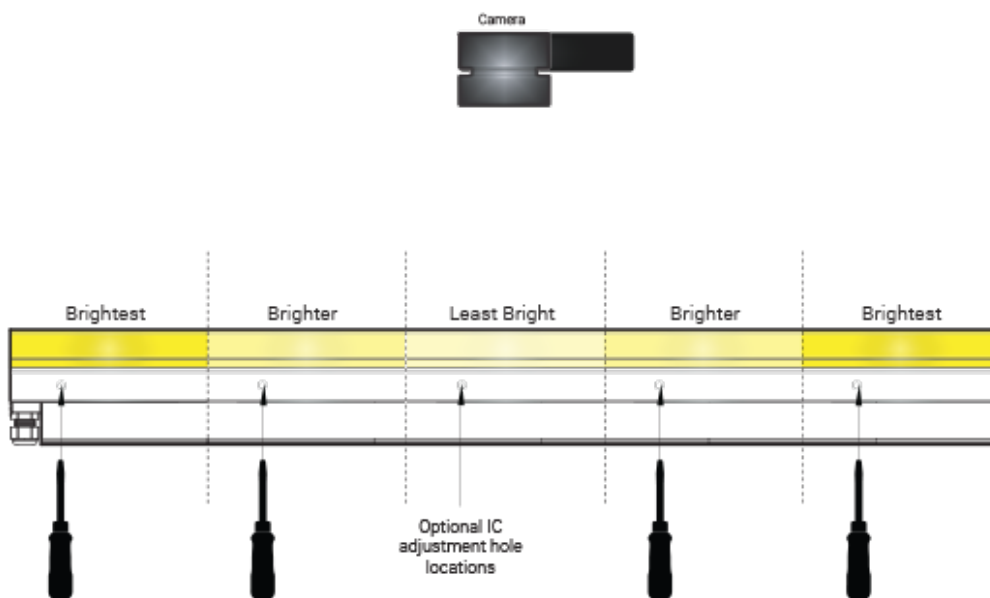 Camera
Brightest
Brighter
Least Bright
Brighter
Brightest
Optional IC
adjustment hole
locations